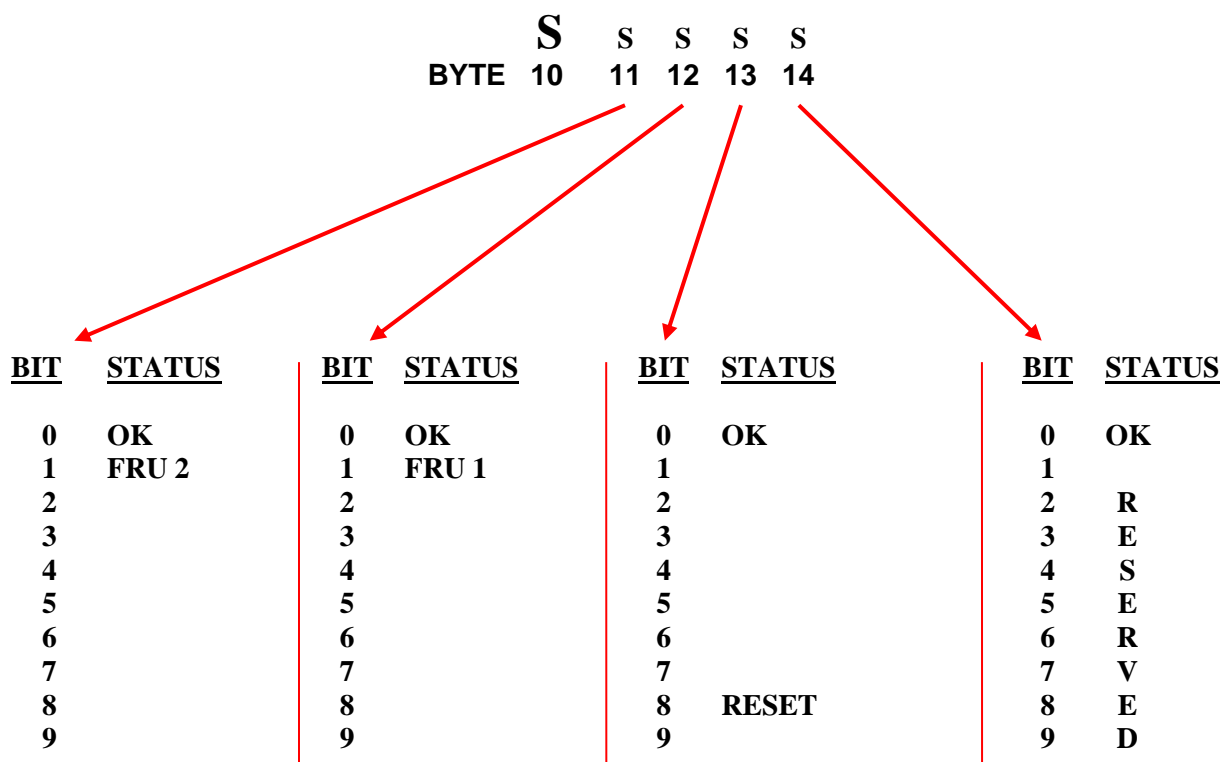 S S S S S
BYTE 10 11 12 13 14
BIT STATUS BIT STATUS BIT STATUS BIT STATUS
0 OK 0 OK 0 OK 0 OK
1 FRU 2 1 FRU 1 1 1
2 2 2 2 R
3 3 3 3 E
4 4 4 4 S
5 5 5 5 E
6 6 6 6 R
7 7 7 7 V
8 8 8 RESET 8 E
9 9 9 9 D